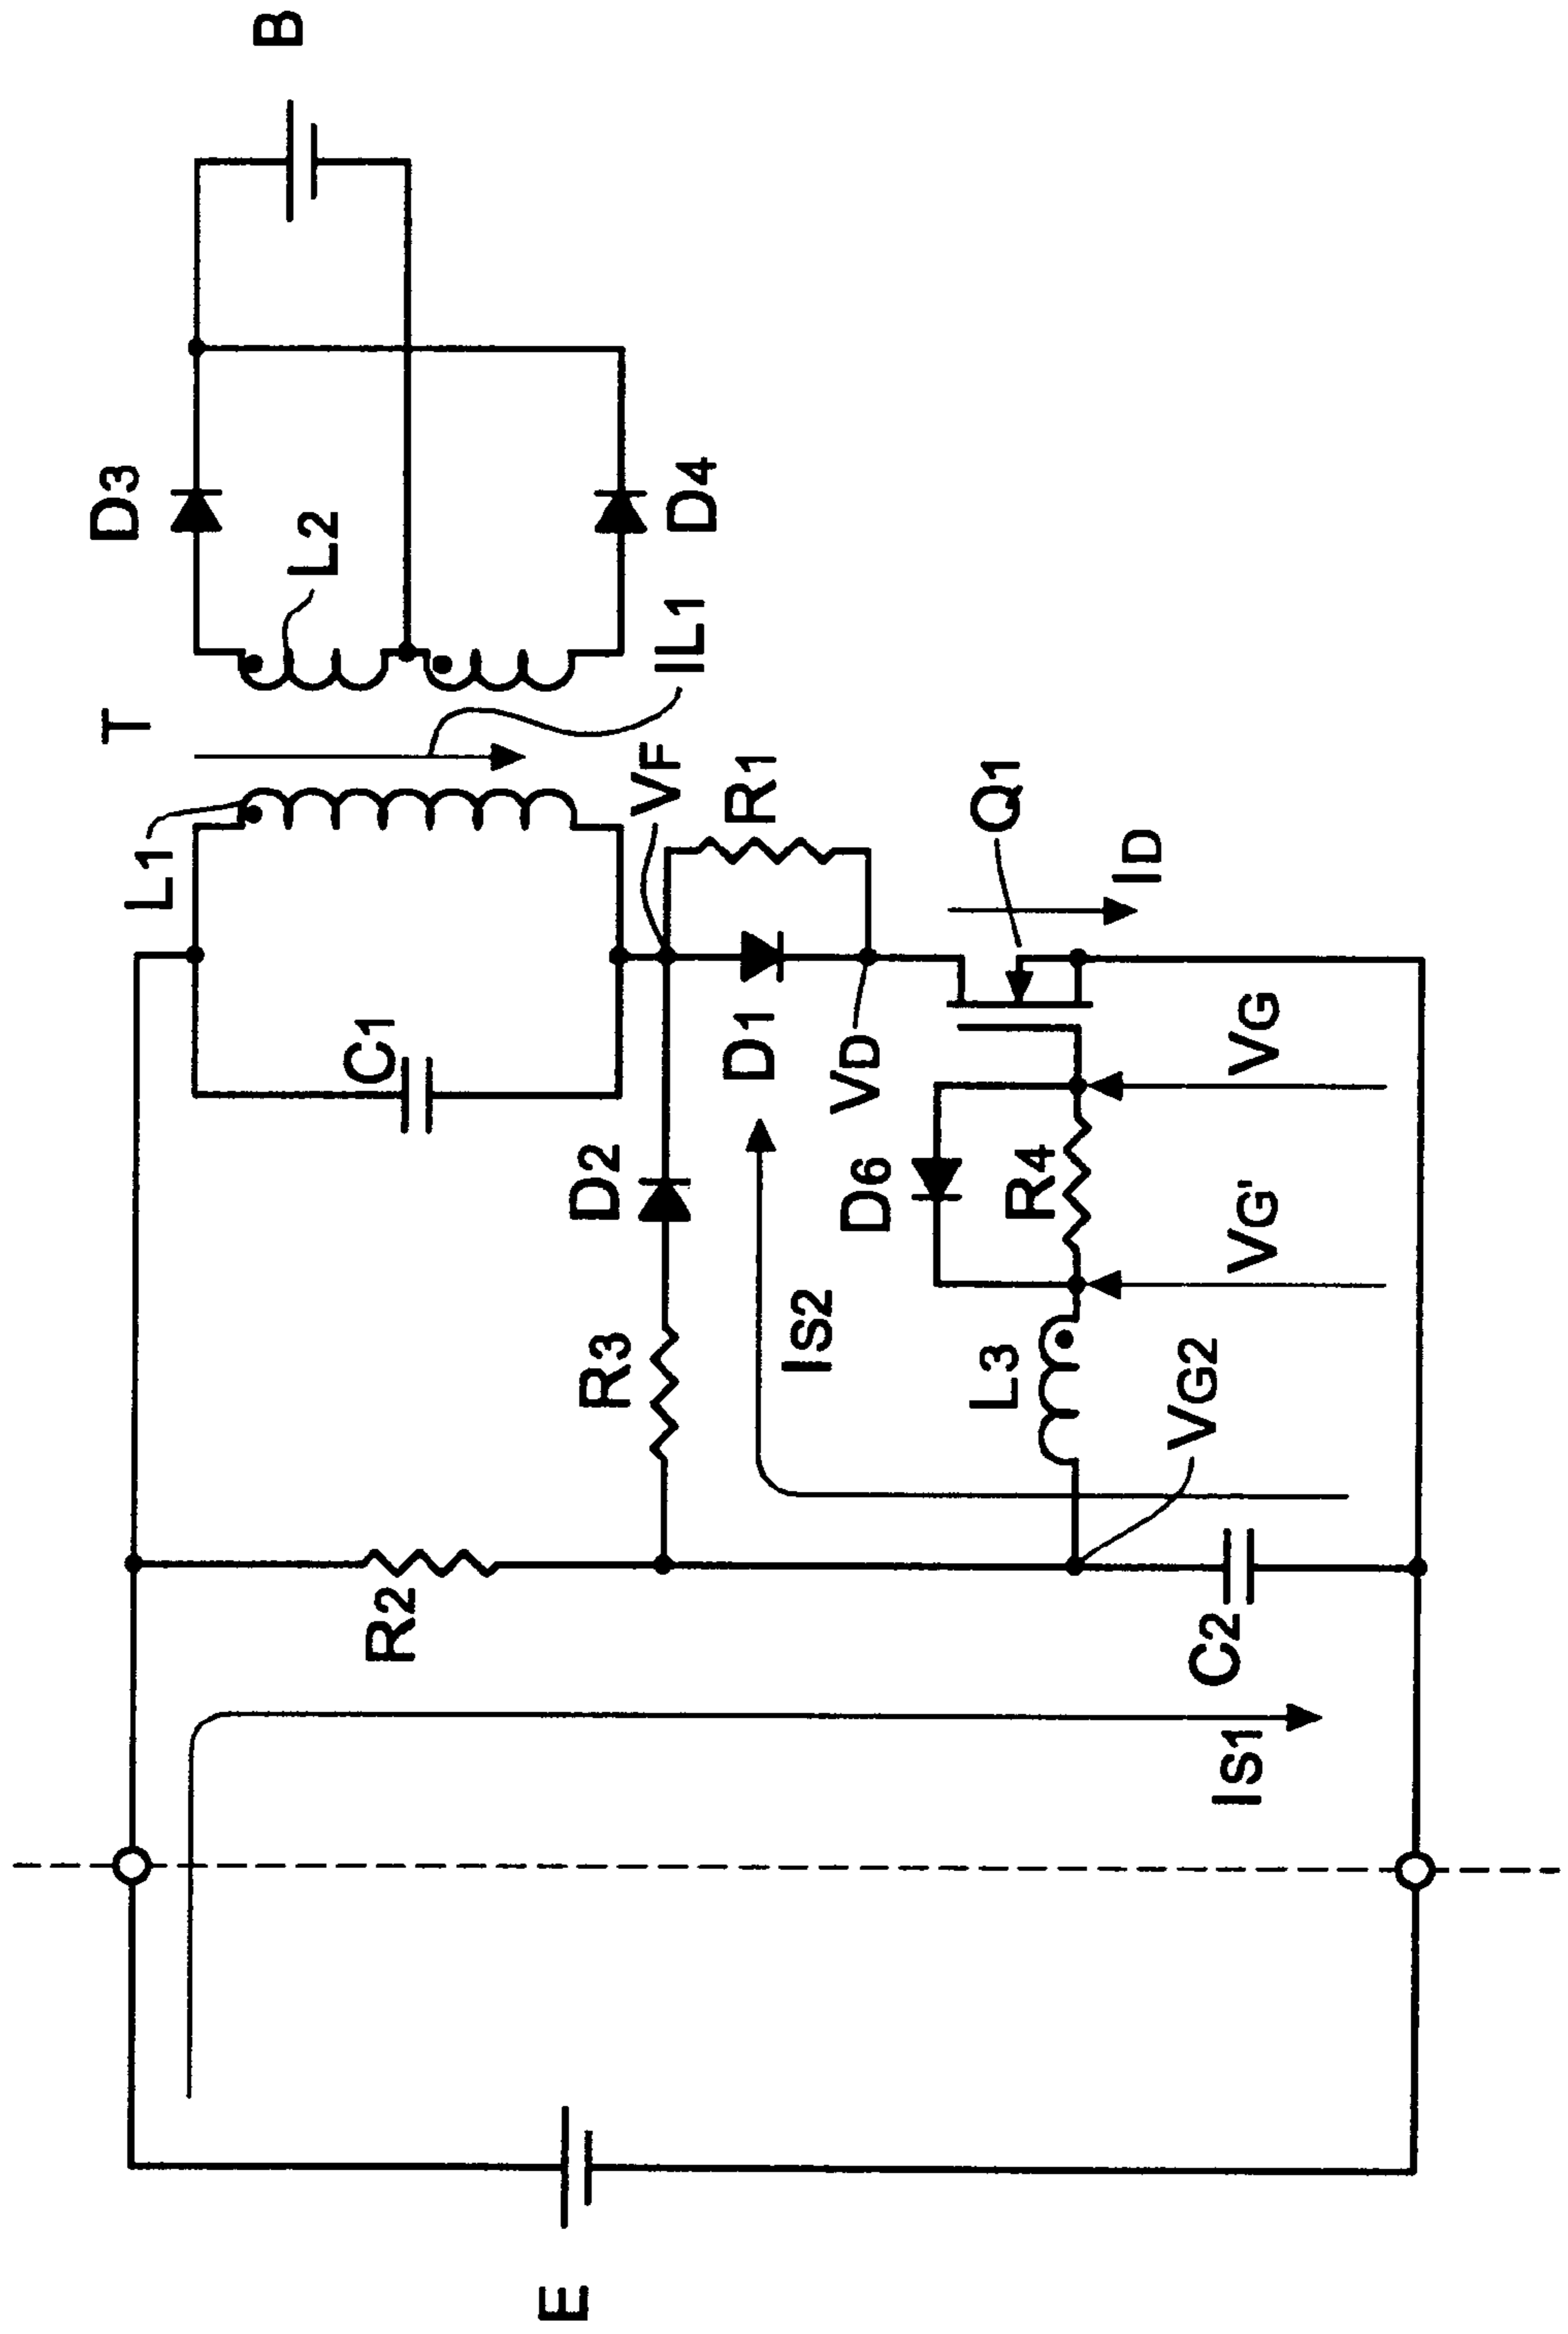 E
IS1
R2
C2
R3
D2
C1
L1
T
L2
D3
D4
B
IL1
VF
R1
D1
VD
Q1
ID
IS2
D6
R4
L3
VG2
VG'
VG